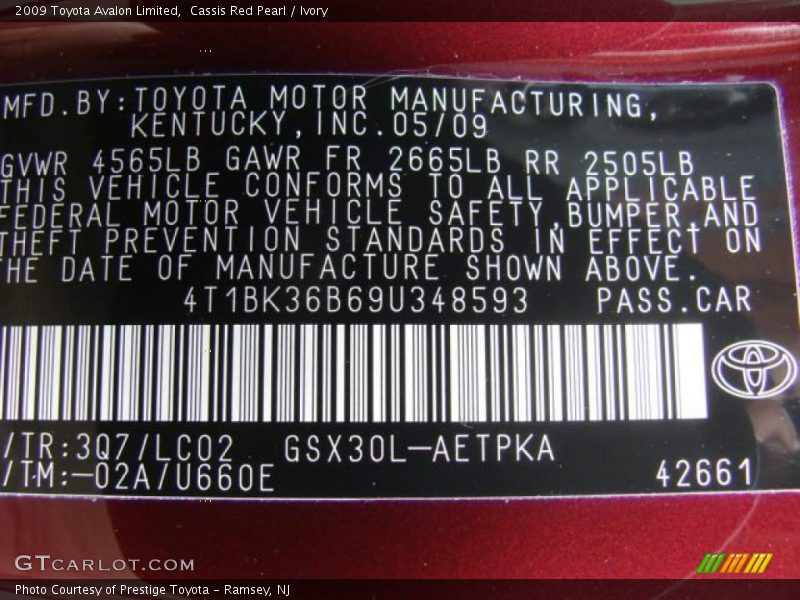 2009 Toyota Avalon Limited, Cassis Red Pearl / Ivory
MFD. BY: TOYOTA MOTOR MANUFACTURING,
KENTUCKY, INC. 05/09
GVWR 4565LB GAWR FR 2665LB RR 2505LB
THIS VEHICLE CONFORMS TO ALL APPLICABLE
FEDERAL MOTOR VEHICLE SAFETY, BUMPER, AND
THEFT PREVENTION STANDARDS IN EFFECT ON
THE DATE OF MANUFACTURE SHOWN ABOVE.
4T1BK36B69U348593 PASS. CAR
/TR:3Q7/LC02 GSX30L-AETPKA
/TM:-02A/U660E 42661
GTCARLOT.COM
Photo Courtesy of Prestige Toyota - Ramsey, NJ